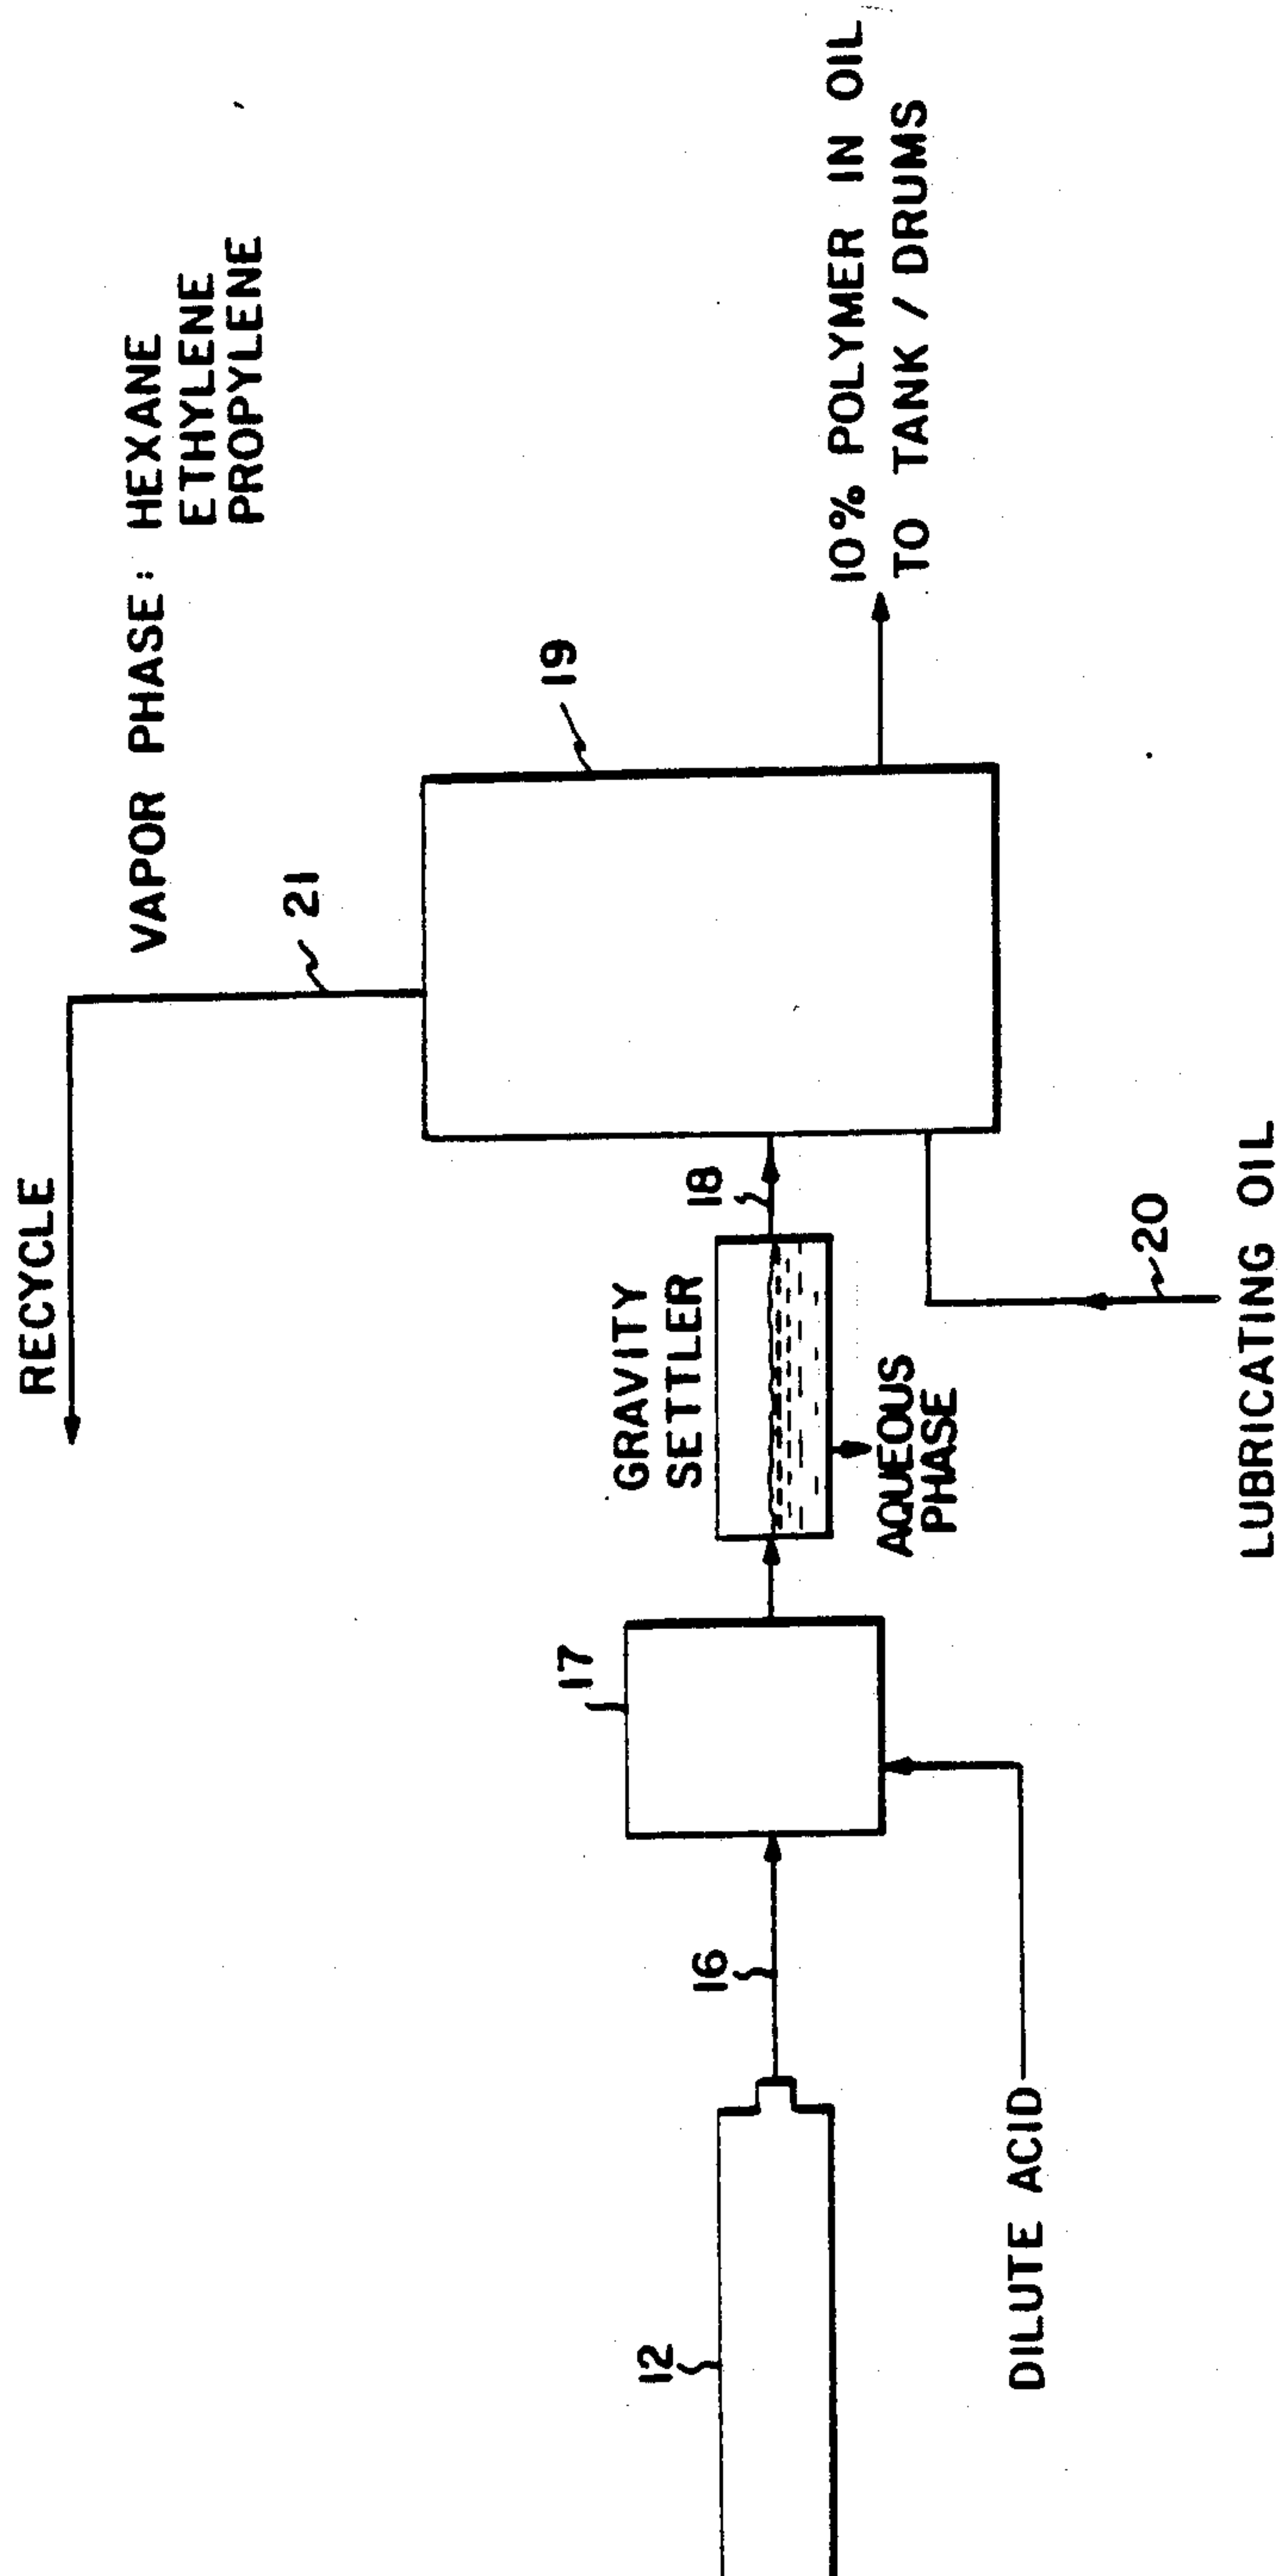 RECYCLE
VAPOR PHASE: HEXANE
ETHYLENE
PROPYLENE
21
19
12
16
17
GRAVITY
SETTLER
18
10% POLYMER IN OIL
TO TANK / DRUMS
AQUEOUS
PHASE
DILUTE ACID
20
LUBRICATING OIL